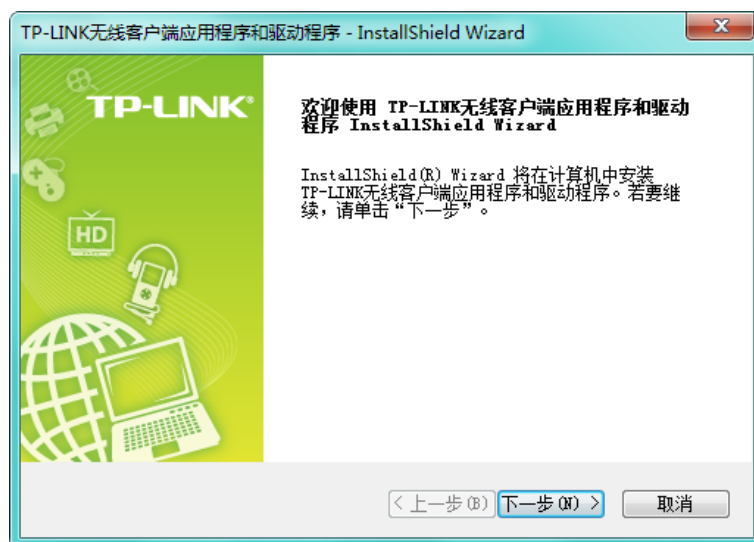 TP-LINK无线客户端应用程序和驱动程序 - InstallShield Wizard
TP-LINK®
欢迎使用 TP-LINK无线客户端应用程序和驱动
程序 InstallShield Wizard
InstallShield(R) Wizard 将在计算机中安装
TP-LINK无线客户端应用程序和驱动程序。若要继
续，请单击“下一步”。
HD
< 上一步(B) 下一步(N) > 取消